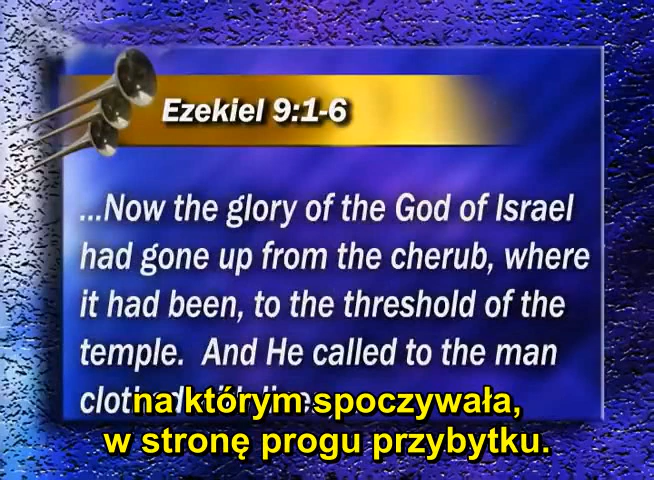 Ezekiel 9:1-6
...Now the glory of the God of Israel
had gone up from the cherub, where
it had been, to the threshold of the
temple.  And He called to the man
na którym spoczywała,
w stronę progu przybytku.